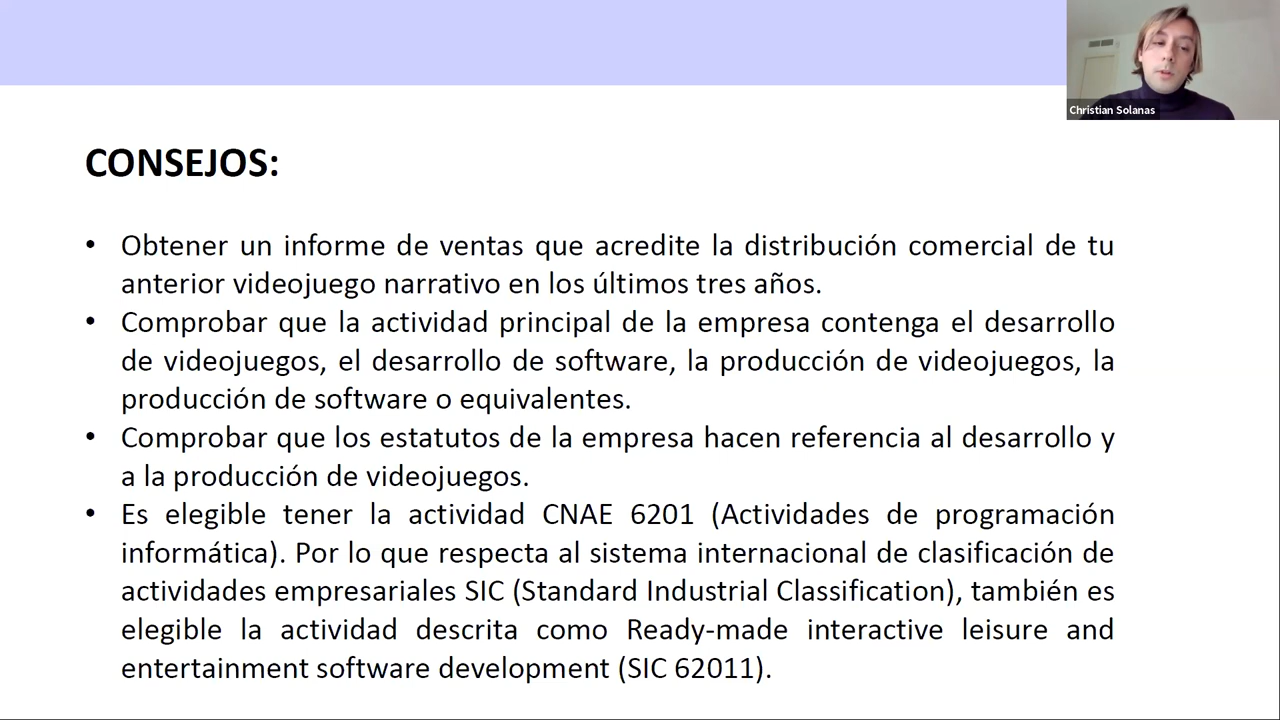 Christian Solanas
CONSEJOS:
• Obtener un informe de ventas que acredite la distribución comercial de tu
anterior videojuego narrativo en los últimos tres años.
• Comprobar que la actividad principal de la empresa contenga el desarrollo
de videojuegos, el desarrollo de software, la producción de videojuegos, la
producción de software o equivalentes.
• Comprobar que los estatutos de la empresa hacen referencia al desarrollo y
a la producción de videojuegos.
• Es elegible tener la actividad CNAE 6201 (Actividades de programación
informática). Por lo que respecta al sistema internacional de clasificación de
actividades empresariales SIC (Standard Industrial Classification), también es
elegible la actividad descrita como Ready-made interactive leisure and
entertainment software development (SIC 62011).